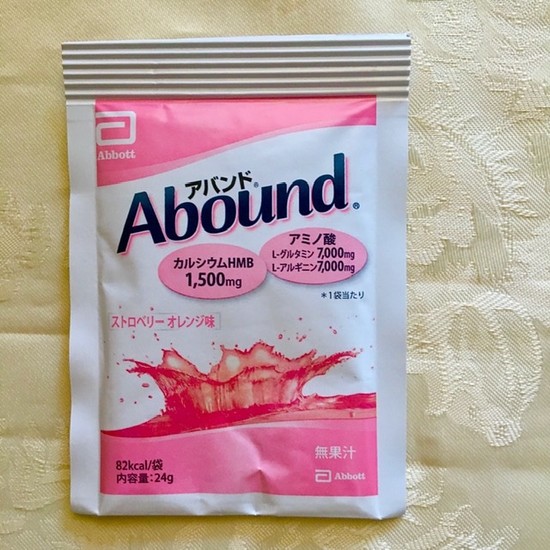 Abbott
アバンド®
Abound®
カルシウムHMB
1,500mg
アミノ酸
L-グルタミン 7,000mg
L-アルギニン7,000mg
*1袋当たり
ストロベリー オレンジ味
82kcal/袋
内容量:24g
無果汁
Abbott